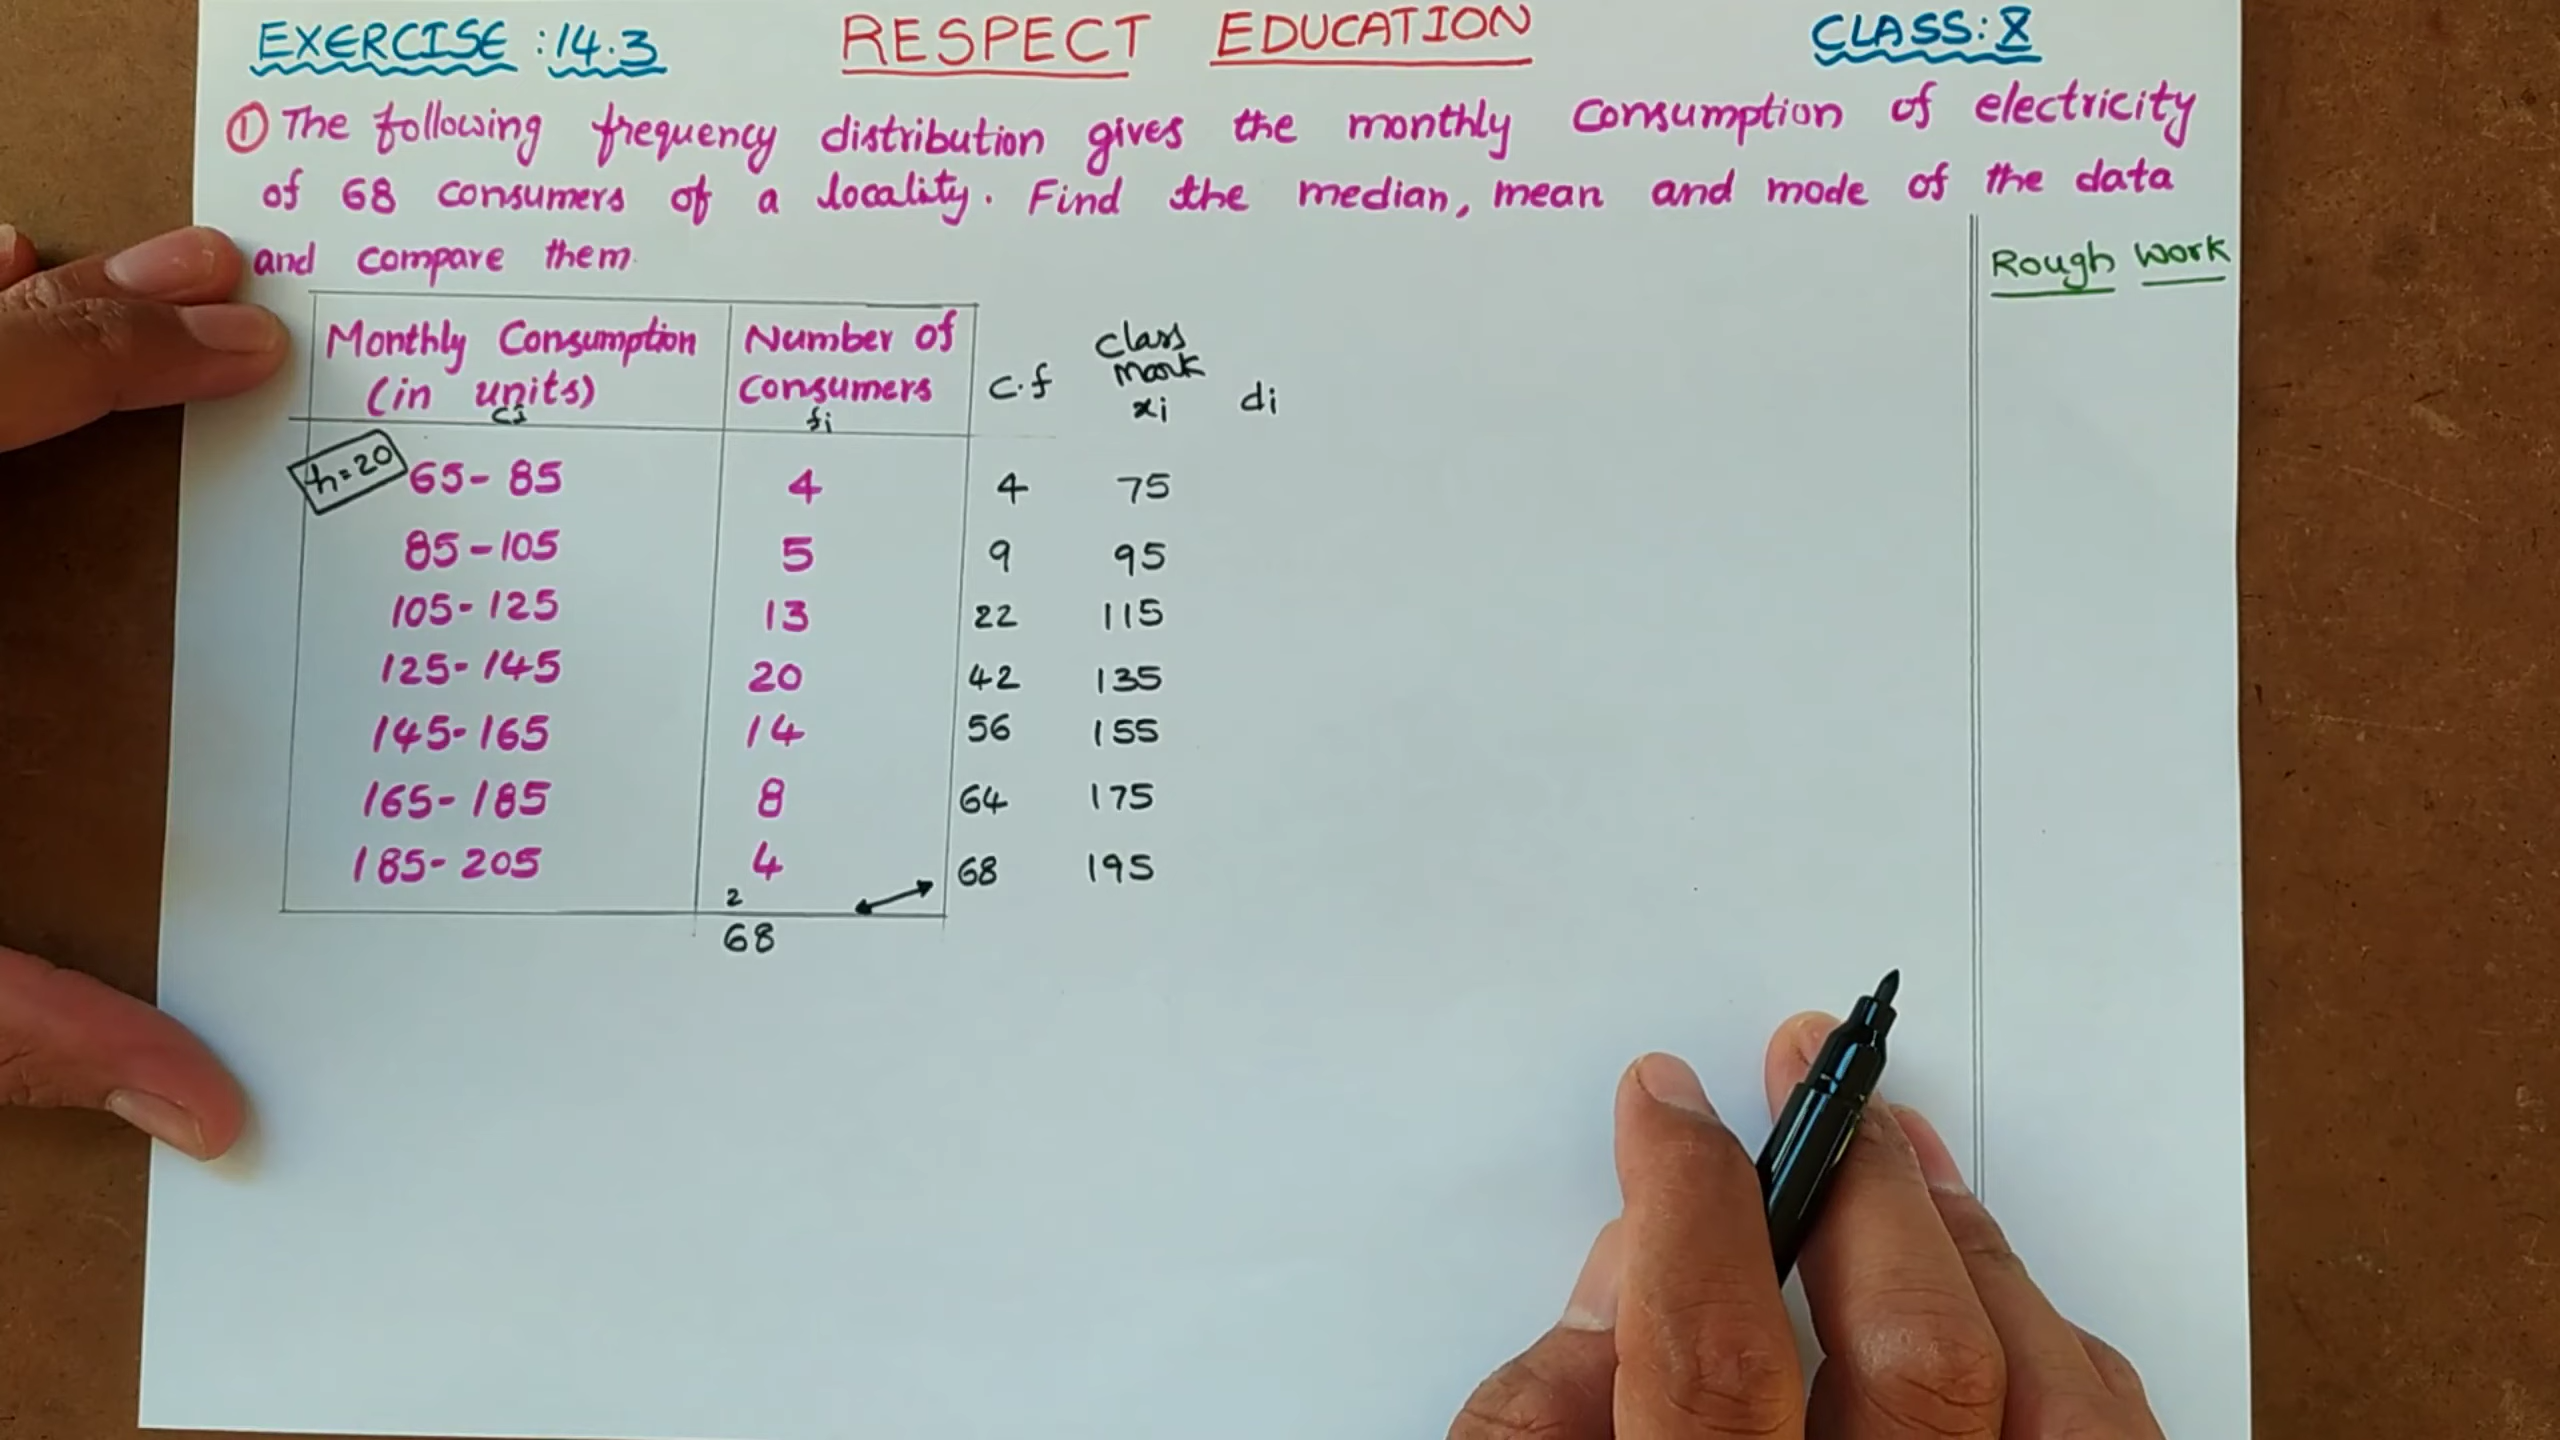 EXERCISE :14.3 RESPECT EDUCATION CLASS: X
① The following frequency distribution gives the monthly consumption of electricity
of 68 consumers of a locality. Find the median, mean and mode of the data
and compare them.
Rough Work
Monthly Consumption (in units) CI
Number of consumers fi
c.f
class mark xi
di
h=20
65- 85 4 4 75
85-105 5 9 95
105-125 13 22 115
125-145 20 42 135
145-165 14 56 155
165-185 8 64 175
185-205 4 68 195
2
68